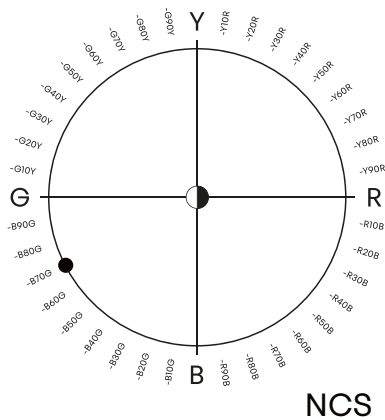 Y
-Y10R
-Y20R
-Y30R
-Y40R
-Y50R
-Y60R
-Y70R
-Y80R
-Y90R
R
-R10B
-R20B
-R30B
-R40B
-R50B
-R60B
-R70B
-R80B
-R90B
B
-B10G
-B20G
-B30G
-B40G
-B50G
-B60G
-B70G
-B80G
-B90G
G
-G10Y
-G20Y
-G30Y
-G40Y
-G50Y
-G60Y
-G70Y
-G80Y
-G90Y
NCS